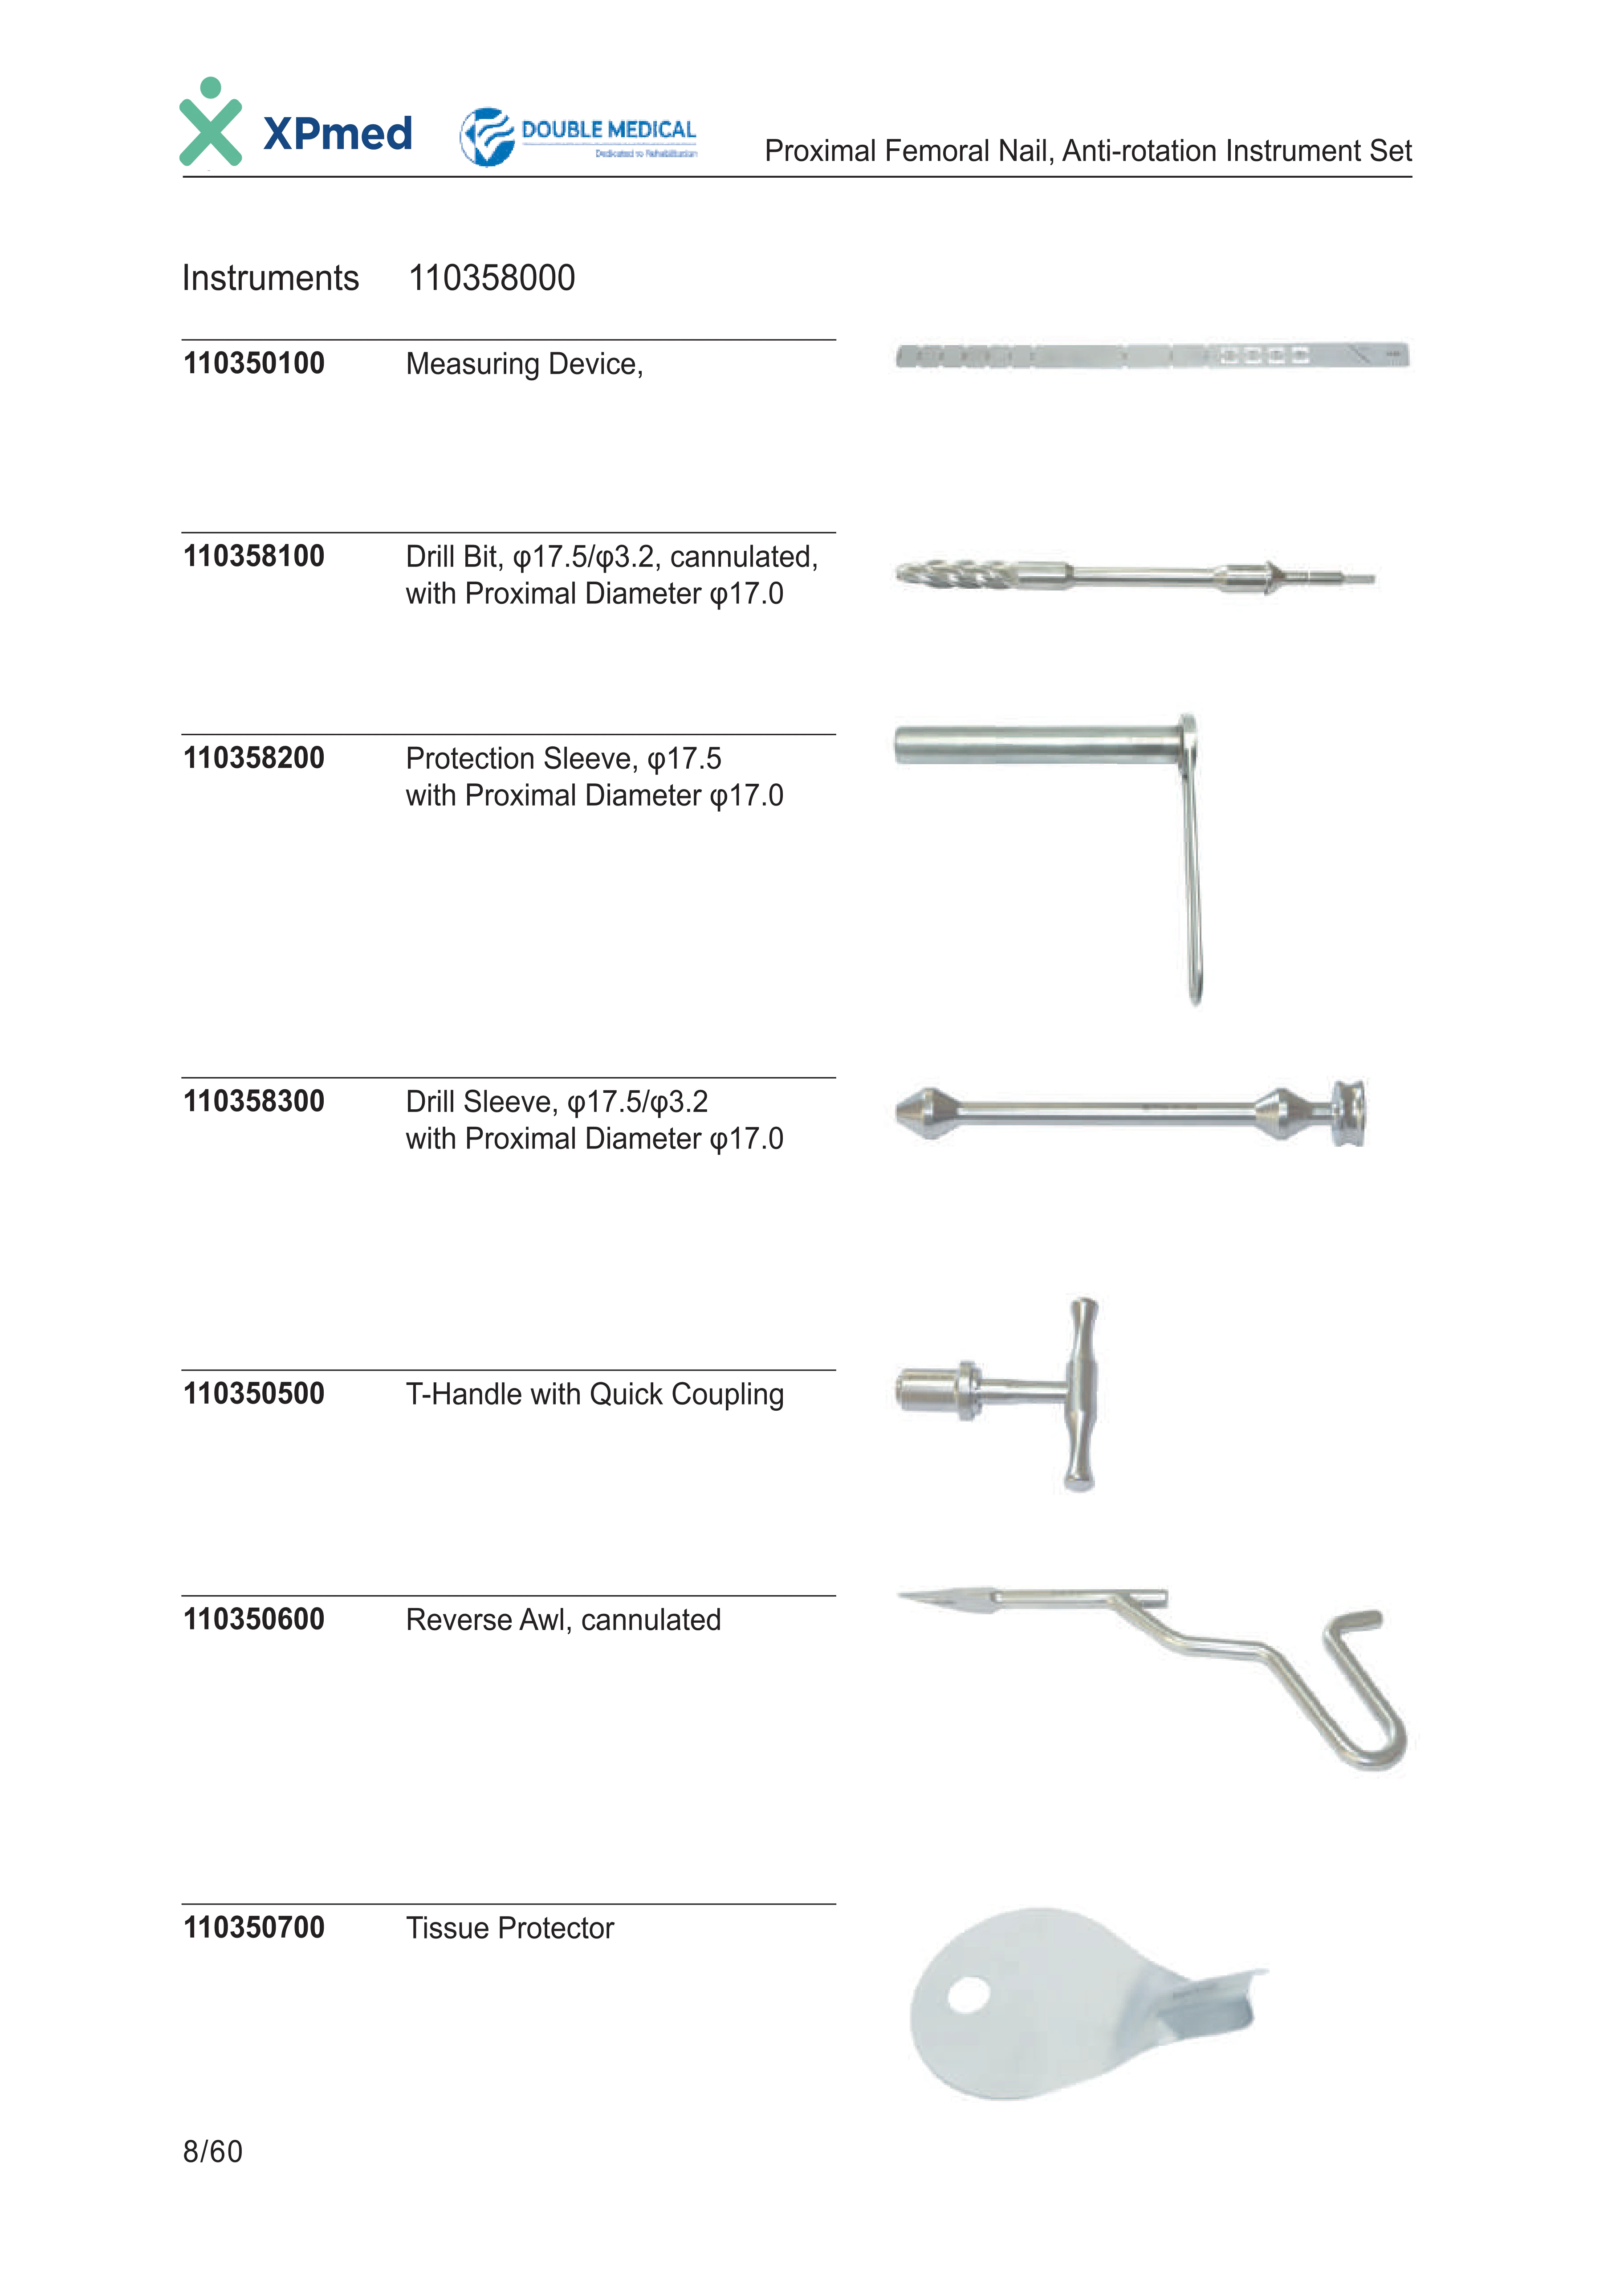 XPmed
DOUBLE MEDICAL
Dedicated to Rehabilitation
Proximal Femoral Nail, Anti-rotation Instrument Set
Instruments 110358000
110350100 Measuring Device,
110358100 Drill Bit, φ17.5/φ3.2, cannulated,
with Proximal Diameter φ17.0
110358200 Protection Sleeve, φ17.5
with Proximal Diameter φ17.0
110358300 Drill Sleeve, φ17.5/φ3.2
with Proximal Diameter φ17.0
110350500 T-Handle with Quick Coupling
110350600 Reverse Awl, cannulated
110350700 Tissue Protector
8/60